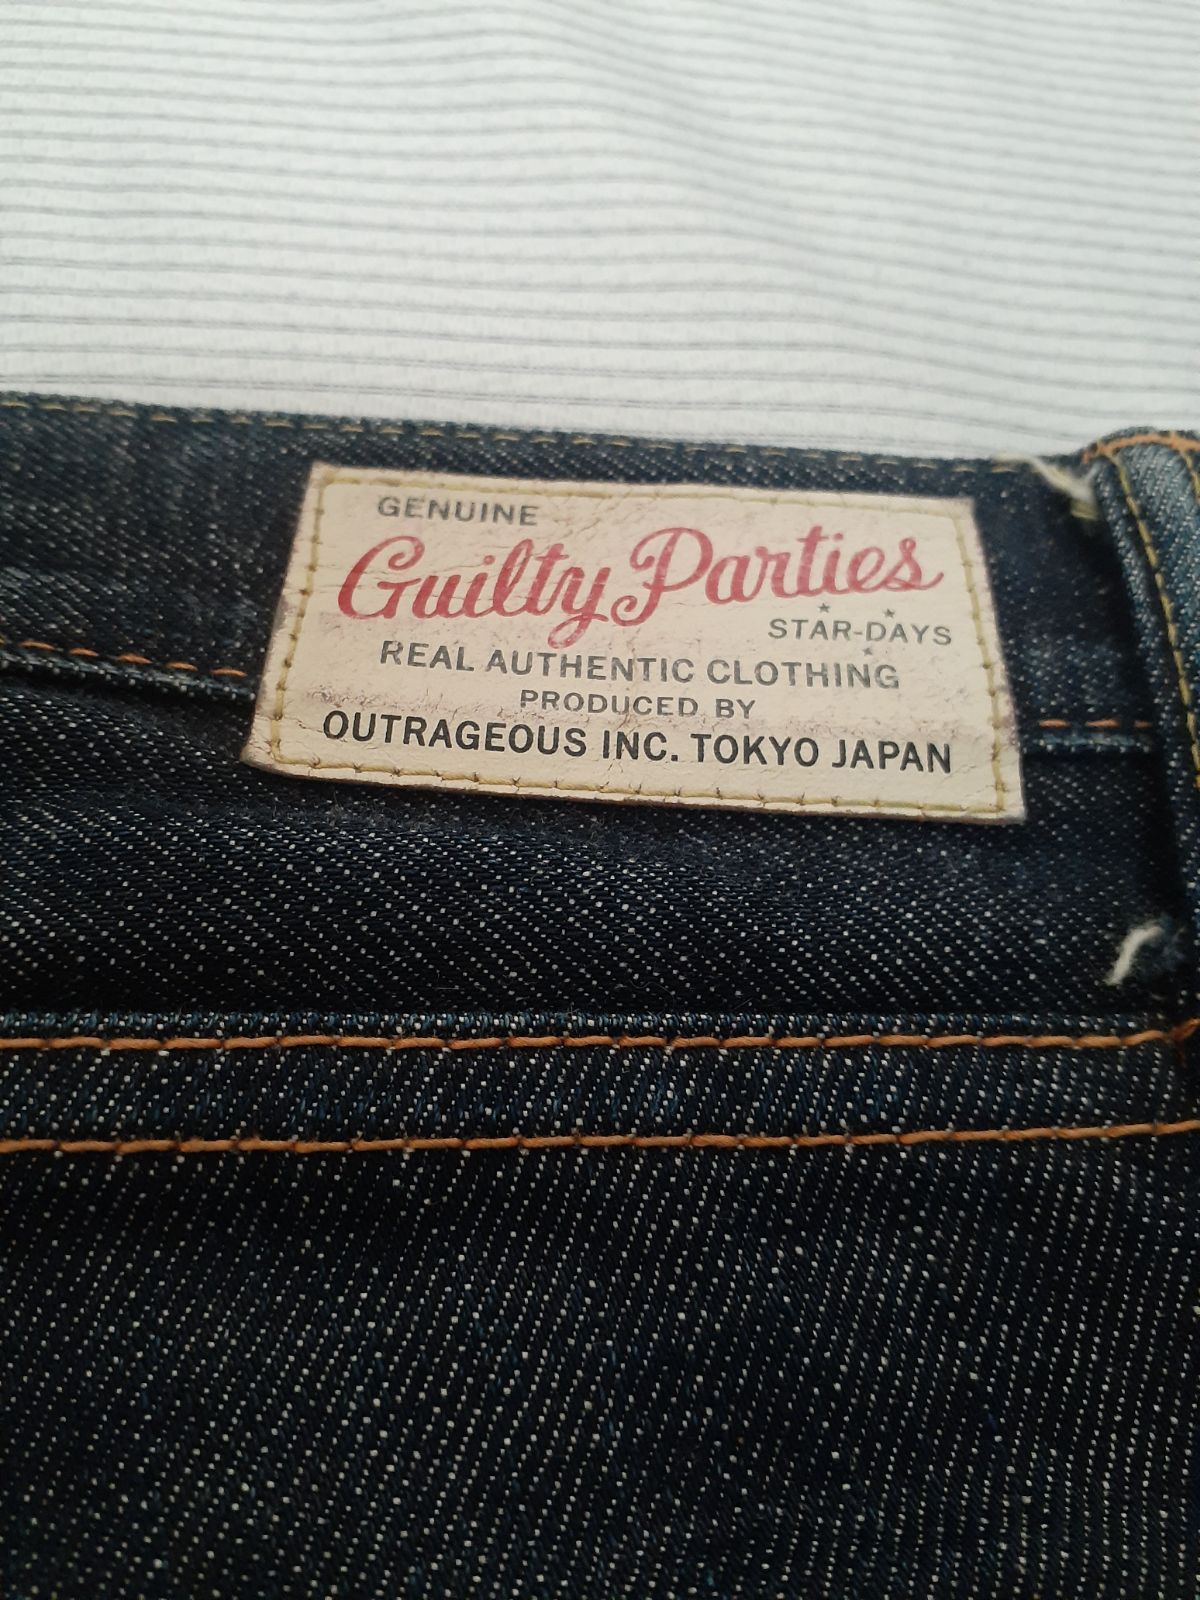 GENUINE
Guilty Parties
STAR-DAYS
REAL AUTHENTIC CLOTHING
PRODUCED BY
OUTRAGEOUS INC. TOKYO JAPAN